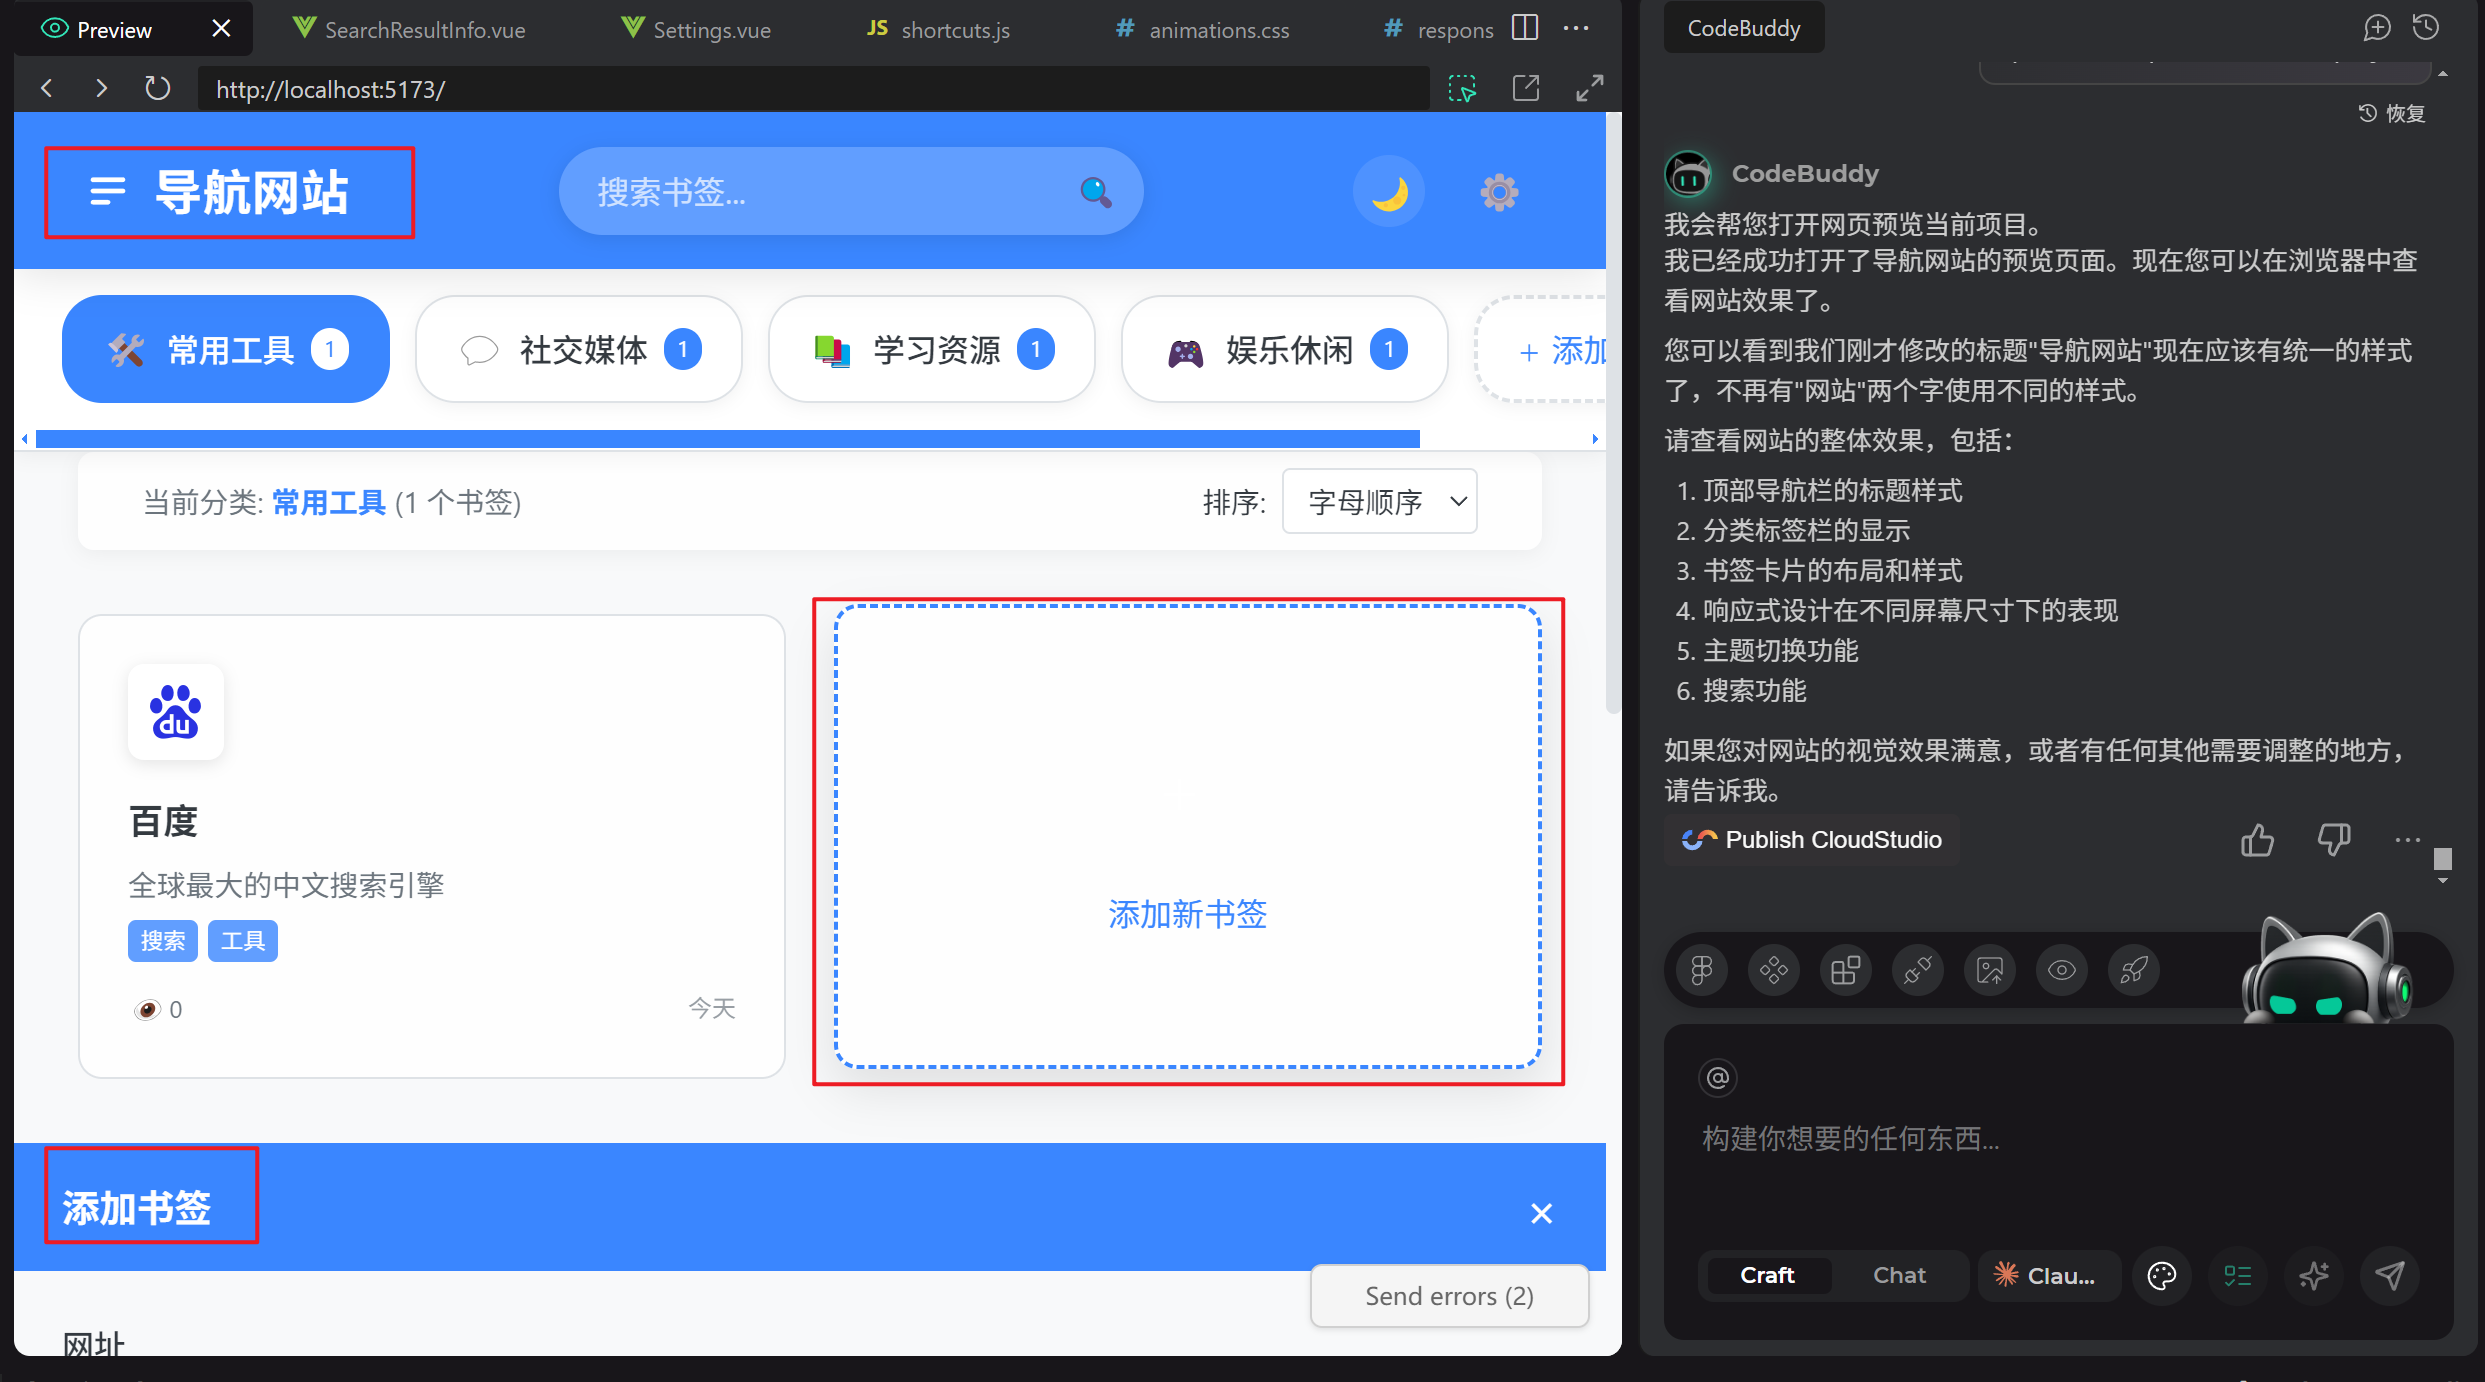 Preview
SearchResultInfo.vue
Settings.vue
JS shortcuts.js
# animations.css
# respons
http://localhost:5173/
导航网站
搜索书签...
常用工具 1
社交媒体 1
学习资源 1
娱乐休闲 1
+ 添加
当前分类: 常用工具 (1 个书签)
排序: 字母顺序
du
百度
全球最大的中文搜索引擎
搜索 工具
0
今天
添加新书签
添加书签
Send errors (2)
网址
CodeBuddy
恢复
CodeBuddy
我会帮您打开网页预览当前项目。
我已经成功打开了导航网站的预览页面。现在您可以在浏览器中查
看网站效果了。
您可以看到我们刚才修改的标题"导航网站"现在应该有统一的样式
了，不再有"网站"两个字使用不同的样式。
请查看网站的整体效果，包括：
1. 顶部导航栏的标题样式
2. 分类标签栏的显示
3. 书签卡片的布局和样式
4. 响应式设计在不同屏幕尺寸下的表现
5. 主题切换功能
6. 搜索功能
如果您对网站的视觉效果满意，或者有任何其他需要调整的地方，
请告诉我。
Publish CloudStudio
@
构建你想要的任何东西...
Craft
Chat
Clau...